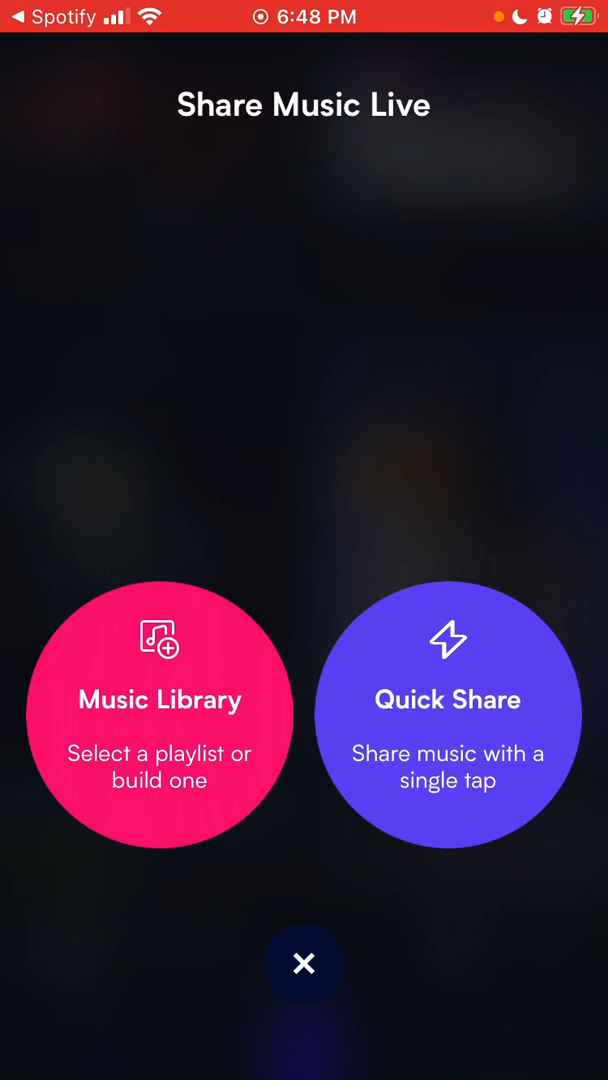 Spotify
6:48 PM
Share Music Live
Music Library
Select a playlist or
build one
Quick Share
Share music with a
single tap